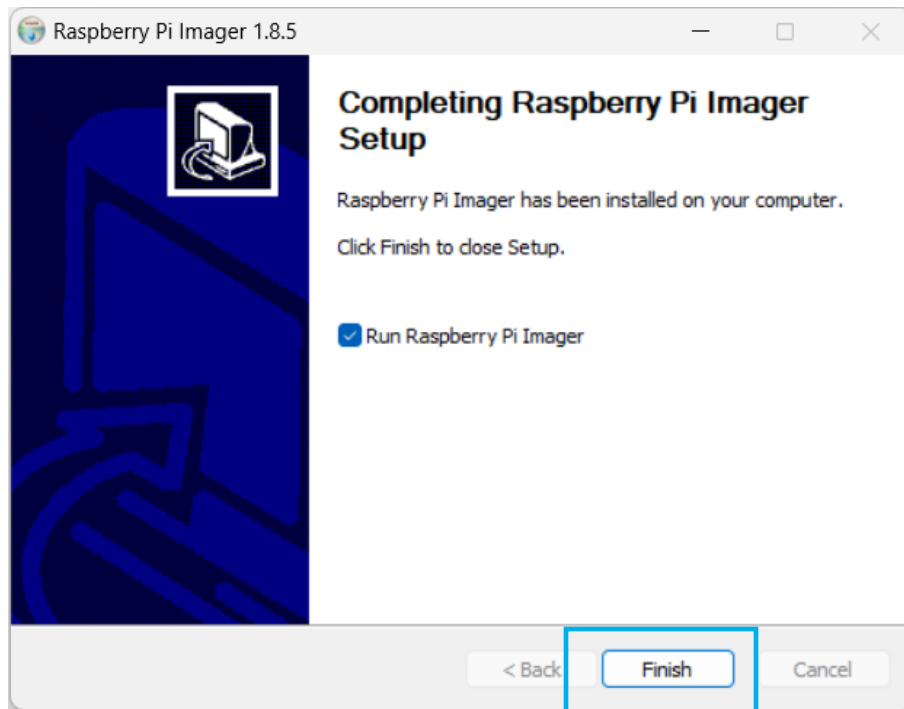 Raspberry Pi Imager 1.8.5
Completing Raspberry Pi Imager
Setup
Raspberry Pi Imager has been installed on your computer.
Click Finish to close Setup.
Run Raspberry Pi Imager
< Back Finish Cancel